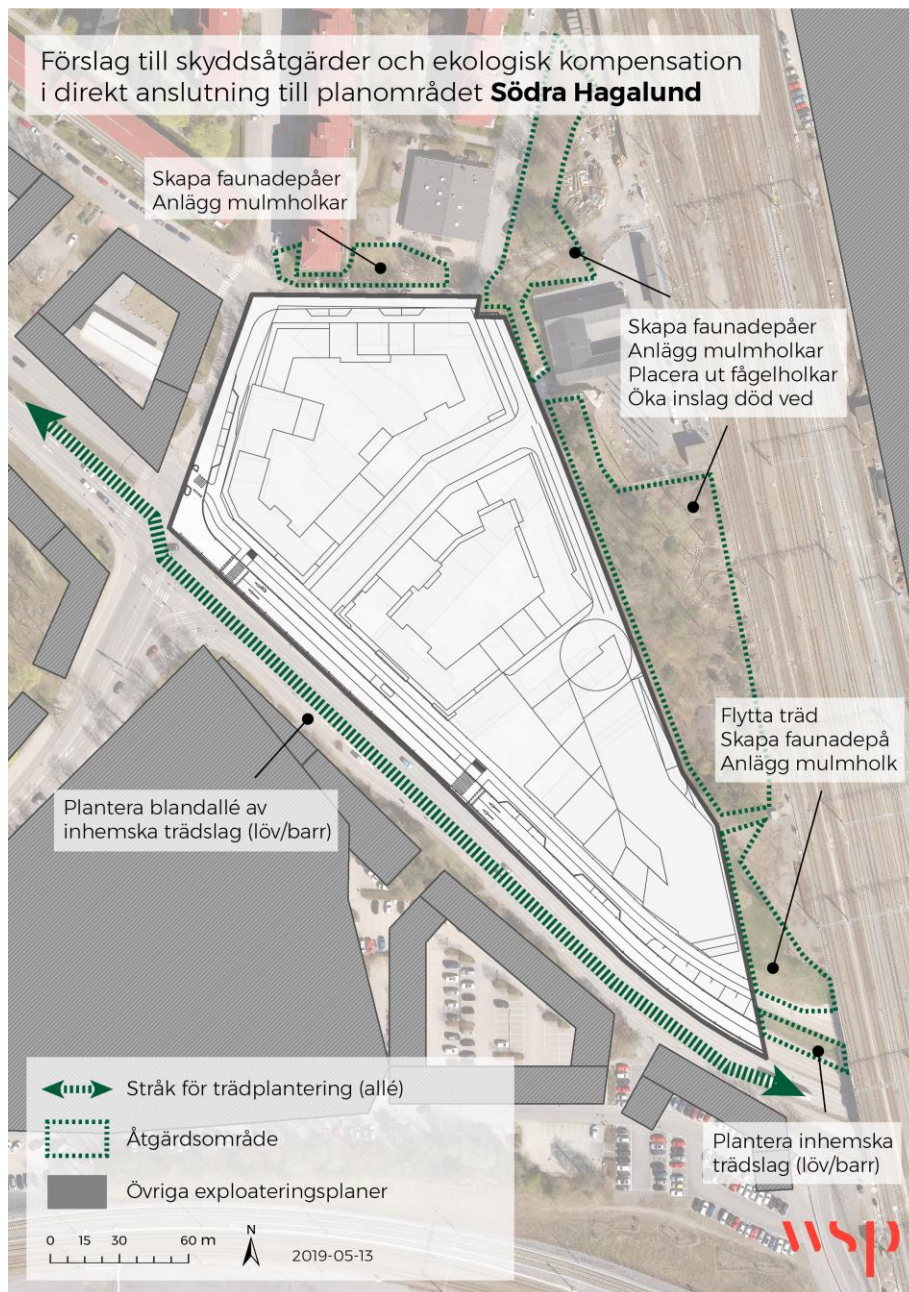 Förslag till skyddsåtgärder och ekologisk kompensation
i direkt anslutning till planområdet Södra Hagalund
Skapa faunadepåer
Anlägg mulmholkar
Skapa faunadepåer
Anlägg mulmholkar
Placera ut fågelholkar
Öka inslag död ved
Flytta träd
Skapa faunadepå
Anlägg mulmholk
Plantera blandallé av
inhemska trädslag (löv/barr)
Plantera inhemska
trädslag (löv/barr)
Stråk för trädplantering (allé)
Åtgärdsområde
Övriga exploateringsplaner
0 15 30 60 m
N
2019-05-13
wsp